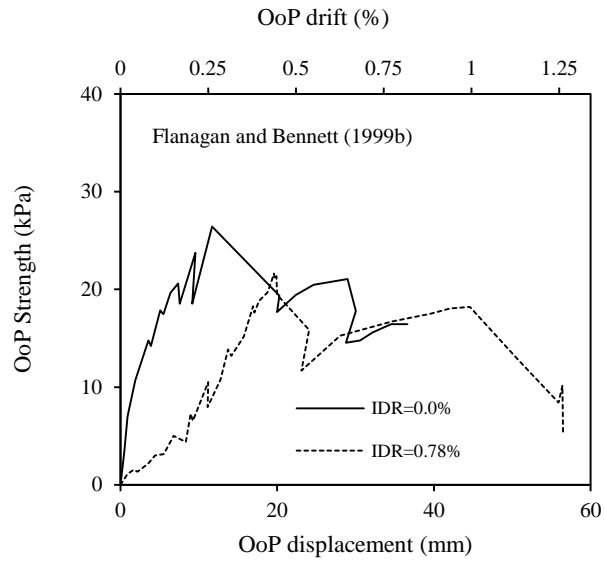 OoP drift (%)
0 0.25 0.5 0.75 1 1.25
40
30
20
10
0
OoP Strength (kPa)
Flanagan and Bennett (1999b)
IDR=0.0%
IDR=0.78%
0 20 40 60
OoP displacement (mm)